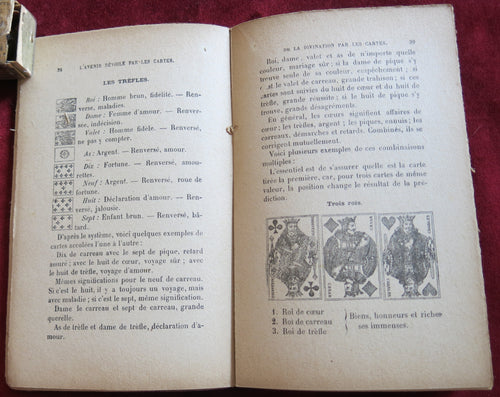 28 L'AVENIR DÉVOILÉ PAR LES CARTES.
LES TRÈFLES.
Roi : Homme brun, fidélité. — Ren-
versé, maladies.
Dame : Femme d'amour. — Renver-
sée, indécision.
Valet : Homme fidèle. — Renversé,
ne pas y compter.
As : Argent. — Renversé, amour.
Dix : Fortune. — Renversé, amou-
rettes.
Neuf : Argent. — Renversé, roue de
fortune.
Huit : Déclaration d'amour. — Ren-
versé, jalousie.
Sept : Enfant brun. — Renversé, bâ-
tard.
D'après le système, voici quelques exemples de
cartes accolées l'une à l'autre :
Dix de carreau avec le sept de pique, retard
assuré ; avec le huit de cœur, voyage sûr ; avec le
huit de trèfle, voyage d'amour.
Mêmes significations pour le neuf de carreau.
Si c'est le huit, il y a toujours un voyage, mais
avec maladie ; si c'est le sept, même signification.
Dame de carreau et sept de carreau, grande
querelle.
As de trèfle et dame de trèfle, déclaration d'a-
mour.
DE LA DIVINATION PAR LES CARTES. 29
Roi, dame, valet et as de n'importe quelle
couleur, mariage sûr ; si la dame de pique s'y
trouve seule de couleur, empêchement ; si
c'est le valet de carreau, grande trahison ; si ces
cartes sont suivies du huit de cœur et du huit de
trèfle, grande réussite ; si le huit de pique s'y
trouve, grands désagréments.
En général, les cœurs signifient affaires de
cœur ; les trèfles, argent ; les piques, ennuis ; les
carreaux, démarches et retards. Combinés, ils se
corrigent mutuellement.
Voici plusieurs exemples de ces combinaisons
multiples :
L'essentiel est de s'assurer quelle est la carte
tirée la première, car, pour trois cartes de même
valeur, la position change le résultat de la pré-
diction.
Trois rois.
1. Roi de cœur
2. Roi de carreau
3. Roi de trèfle
Biens, honneurs et riches-
ses immenses.